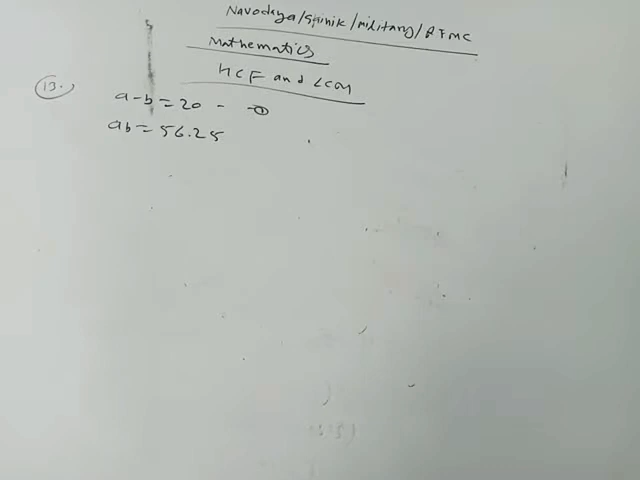 Navodaya/Sainik/military/RIMC
Mathematics
HCF and LCM
13.
a-b=20 - ①
ab=56.25